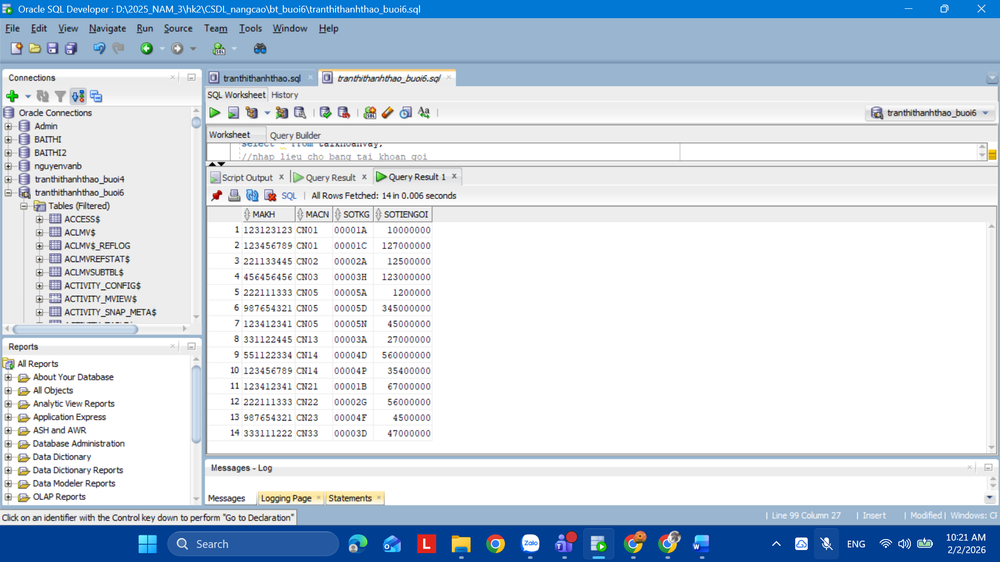 Oracle SQL Developer : D:\2025_NAM_3\hk2\CSDL_nangcao\bt_buoi6\tranthithanhthao_buoi6.sql
File Edit View Navigate Run Source Team Tools Window Help
Connections
Oracle Connections
Admin
BAITHI
BAITHI2
nguyenvanb
tranthithanhthao_buoi4
tranthithanhthao_buoi6
Tables (Filtered)
ACCESS$
ACLMV$
ACLMV$_REFLOG
ACLMVREFSTAT$
ACLMVSUBTBL$
ACTIVITY_CONFIG$
ACTIVITY_MVIEW$
ACTIVITY_SNAP_META$
Reports
All Reports
About Your Database
All Objects
Analytic View Reports
Application Express
ASH and AWR
Database Administration
Data Dictionary
Data Dictionary Reports
Data Modeler Reports
OLAP Reports
tranthithanhthao.sql tranthithanhthao_buoi6.sql
SQL Worksheet History
tranthithanhthao_buoi6
Worksheet Query Builder
select * from taikhoanvay;
//nhap lieu cho bang tai khoan goi
Script Output Query Result Query Result 1
SQL All Rows Fetched: 14 in 0.006 seconds
MAKH MACN SOTKG SOTIENGOI
1 123123123 CN01 00001A 10000000
2 123456789 CN01 00001C 127000000
3 221133445 CN02 00002A 12500000
4 456456456 CN03 00003H 123000000
5 222111333 CN05 00005A 1200000
6 987654321 CN05 00005D 345000000
7 123412341 CN05 00005N 45000000
8 331122445 CN13 00003A 27000000
9 551122334 CN14 00004D 560000000
10 123456789 CN14 00004P 35400000
11 123412341 CN21 00001B 67000000
12 222111333 CN22 00002G 56000000
13 987654321 CN23 00004F 4500000
14 333111222 CN33 00003D 47000000
Messages - Log
Messages Logging Page Statements
Click on an identifier with the Control key down to perform "Go to Declaration"
Line 99 Column 27 Insert Modified Windows: CR
Search
L
Zalo
ENG
10:21 AM
2/2/2026